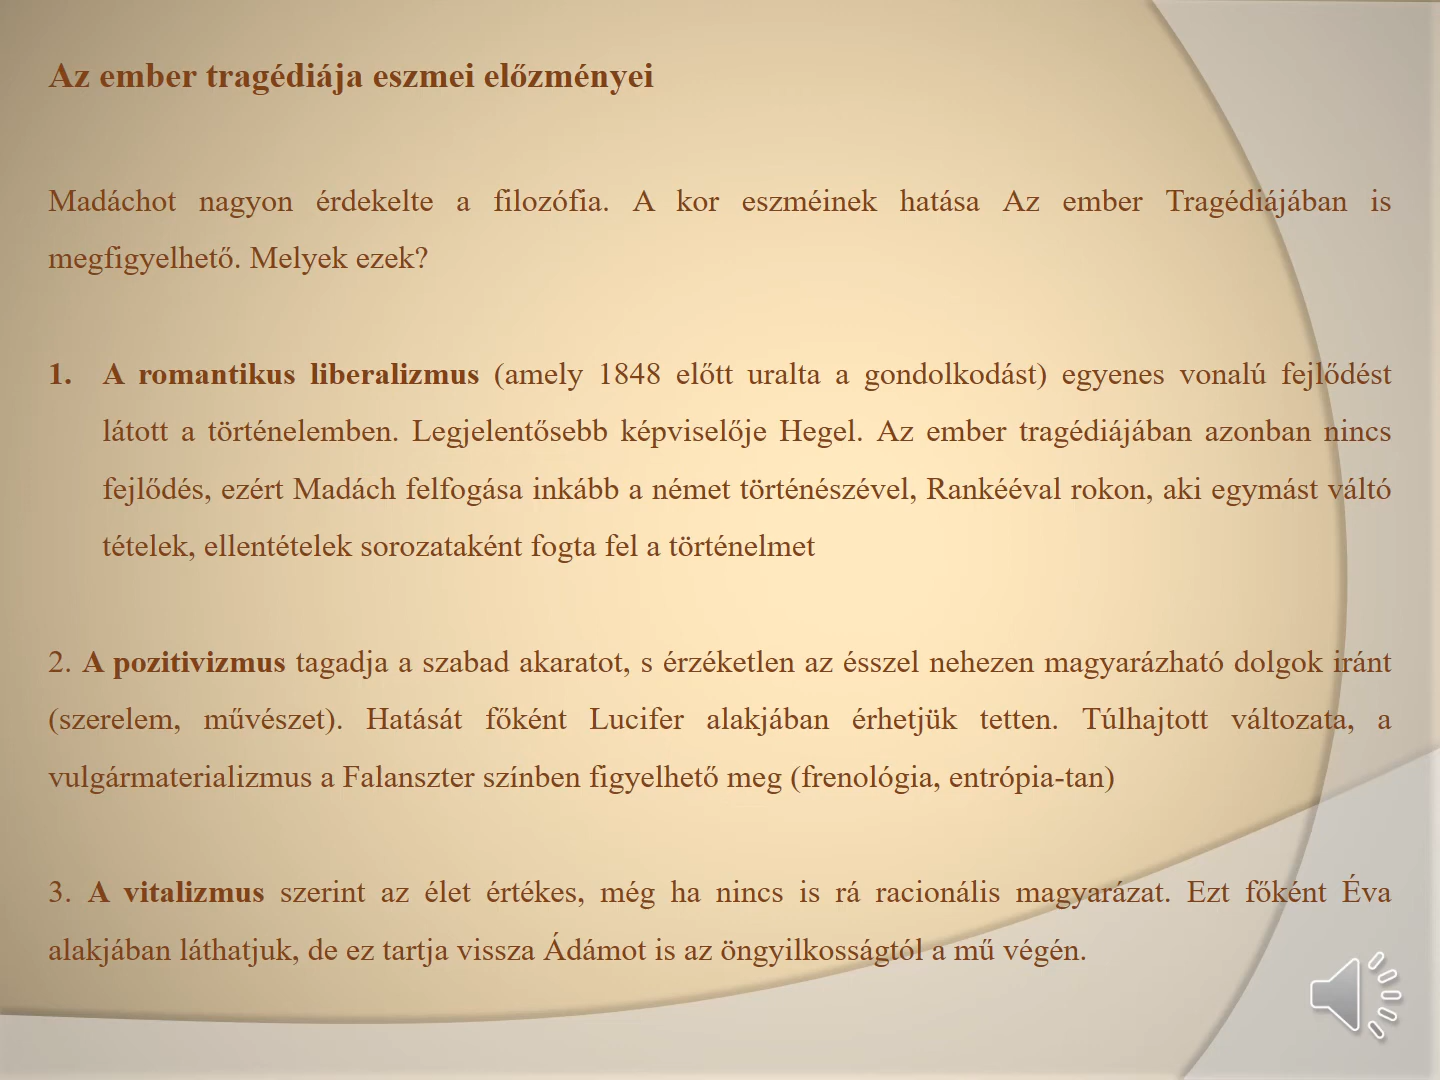 Az ember tragédiája eszmei előzményei
Madáchot nagyon érdekelte a filozófia. A kor eszméinek hatása Az ember Tragédiájában is
megfigyelhető. Melyek ezek?
1. A romantikus liberalizmus (amely 1848 előtt uralta a gondolkodást) egyenes vonalú fejlődést
látott a történelemben. Legjelentősebb képviselője Hegel. Az ember tragédiájában azonban nincs
fejlődés, ezért Madách felfogása inkább a német történészével, Rankééval rokon, aki egymást váltó
tételek, ellentételek sorozataként fogta fel a történelmet
2. A pozitivizmus tagadja a szabad akaratot, s érzéketlen az ésszel nehezen magyarázható dolgok iránt
(szerelem, művészet). Hatását főként Lucifer alakjában érhetjük tetten. Túlhajtott változata, a
vulgármaterializmus a Falanszter színben figyelhető meg (frenológia, entrópia-tan)
3. A vitalizmus szerint az élet értékes, még ha nincs is rá racionális magyarázat. Ezt főként Éva
alakjában láthatjuk, de ez tartja vissza Ádámot is az öngyilkosságtól a mű végén.